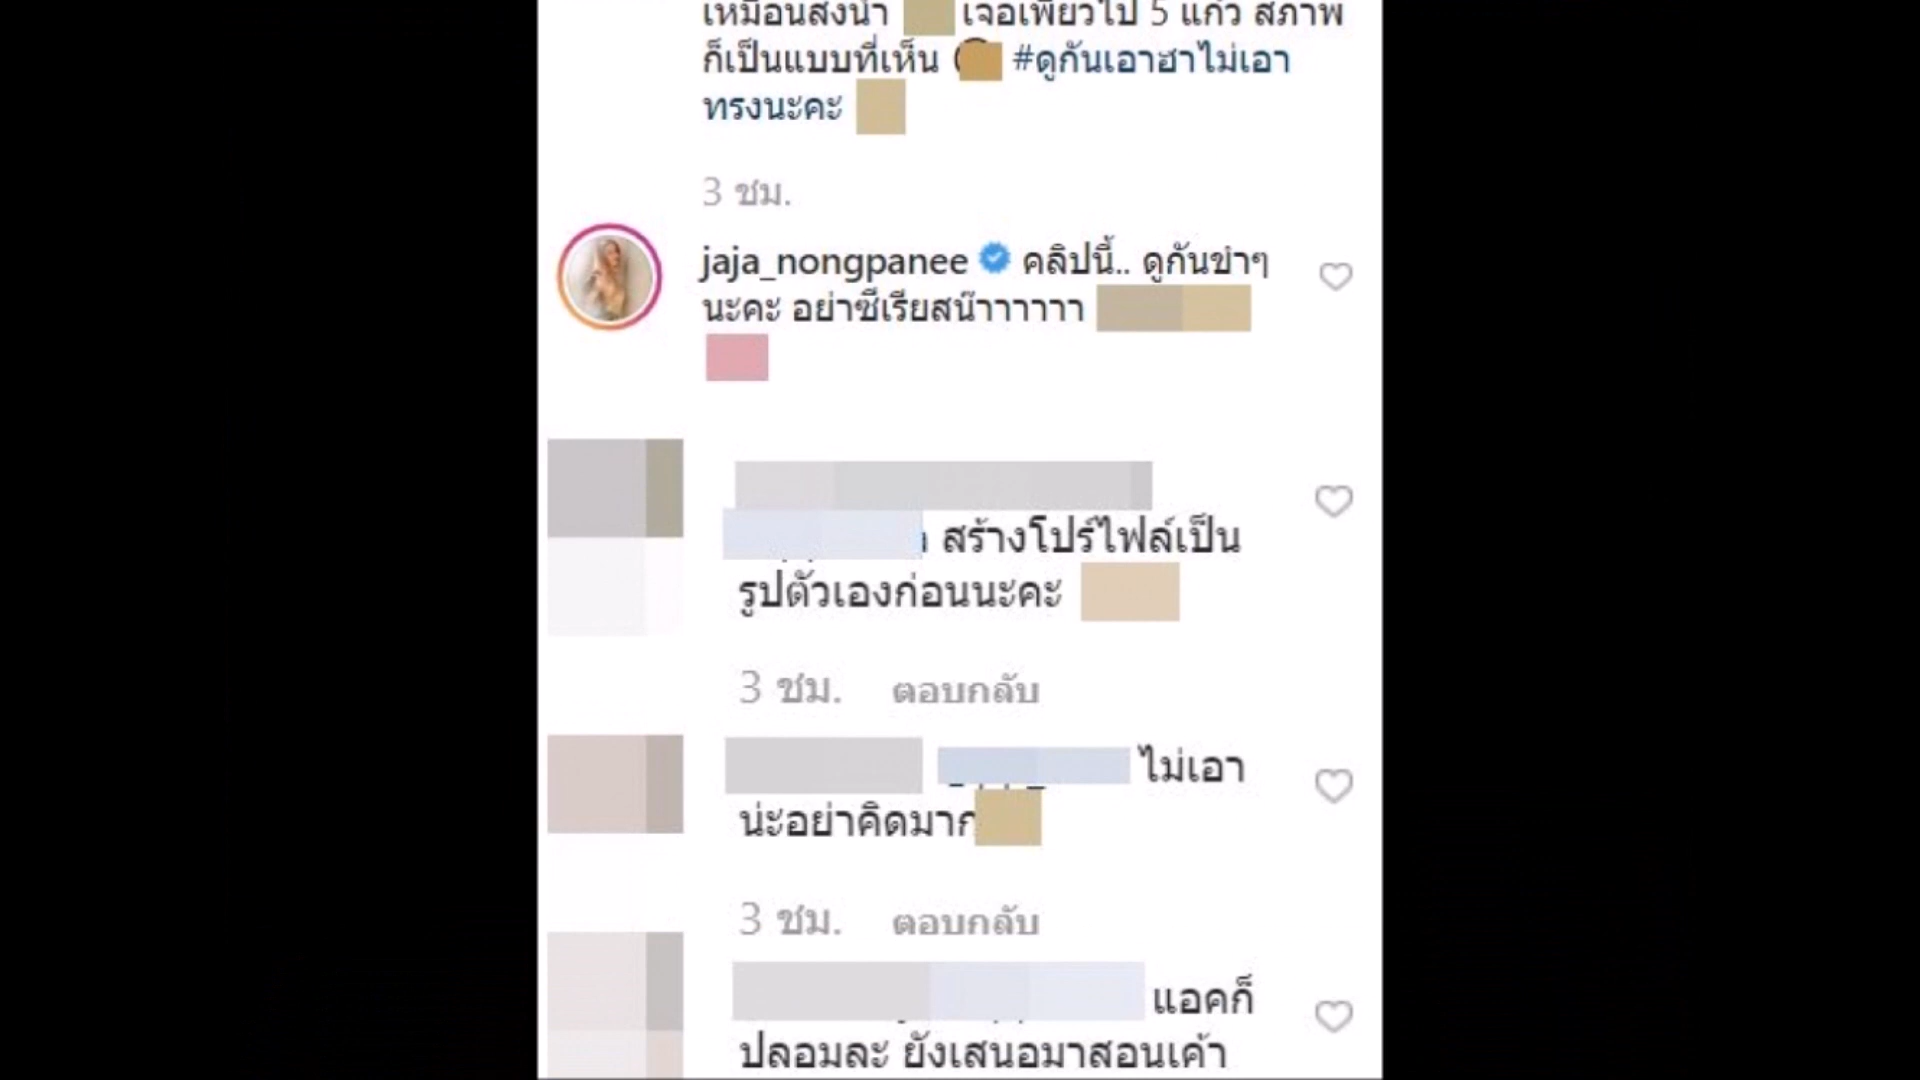 เหมือนส่งน้ำ เจอเพียวไป 5 แก้ว สภาพ
ก็เป็นแบบที่เห็น #ดูกันเอาฮาไม่เอา
ทรงนะคะ
3 ชม.
jaja_nongpanee คลิปนี้.. ดูกันขำๆ
นะคะ อย่าซีเรียสน๊าาาาาา
สร้างโปร์ไฟล์เป็น
รูปตัวเองก่อนนะคะ
3 ชม. ตอบกลับ
ไม่เอา
น่ะอย่าคิดมาก
3 ชม. ตอบกลับ
แอคก็
ปลอมละ ยังเสนอมาสอนเค้า